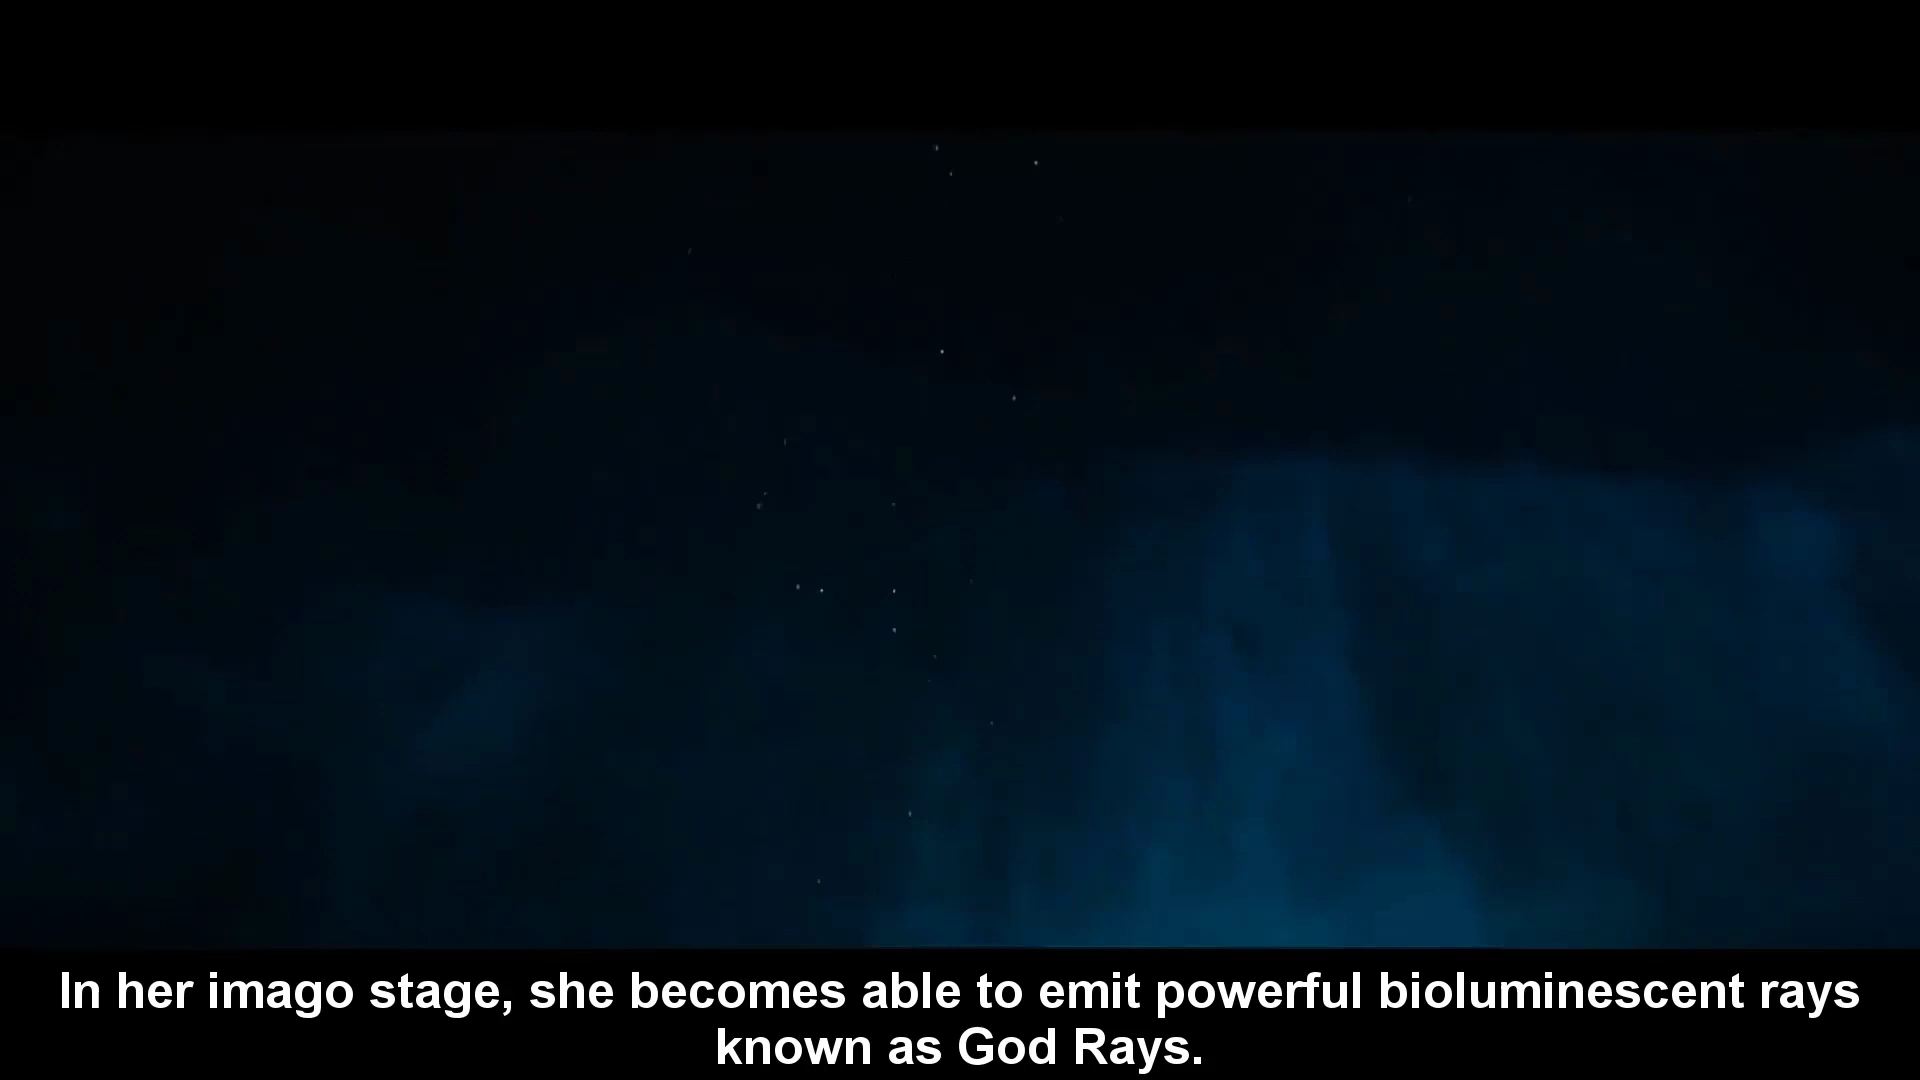 In her imago stage, she becomes able to emit powerful bioluminescent rays
known as God Rays.